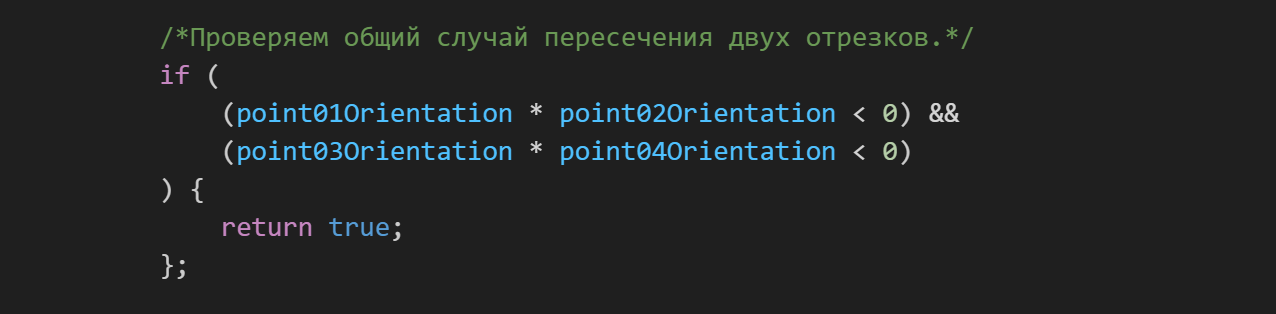 /*Проверяем общий случай пересечения двух отрезков.*/
if (
(point01Orientation * point02Orientation < 0) &&
(point03Orientation * point04Orientation < 0)
) {
return true;
};